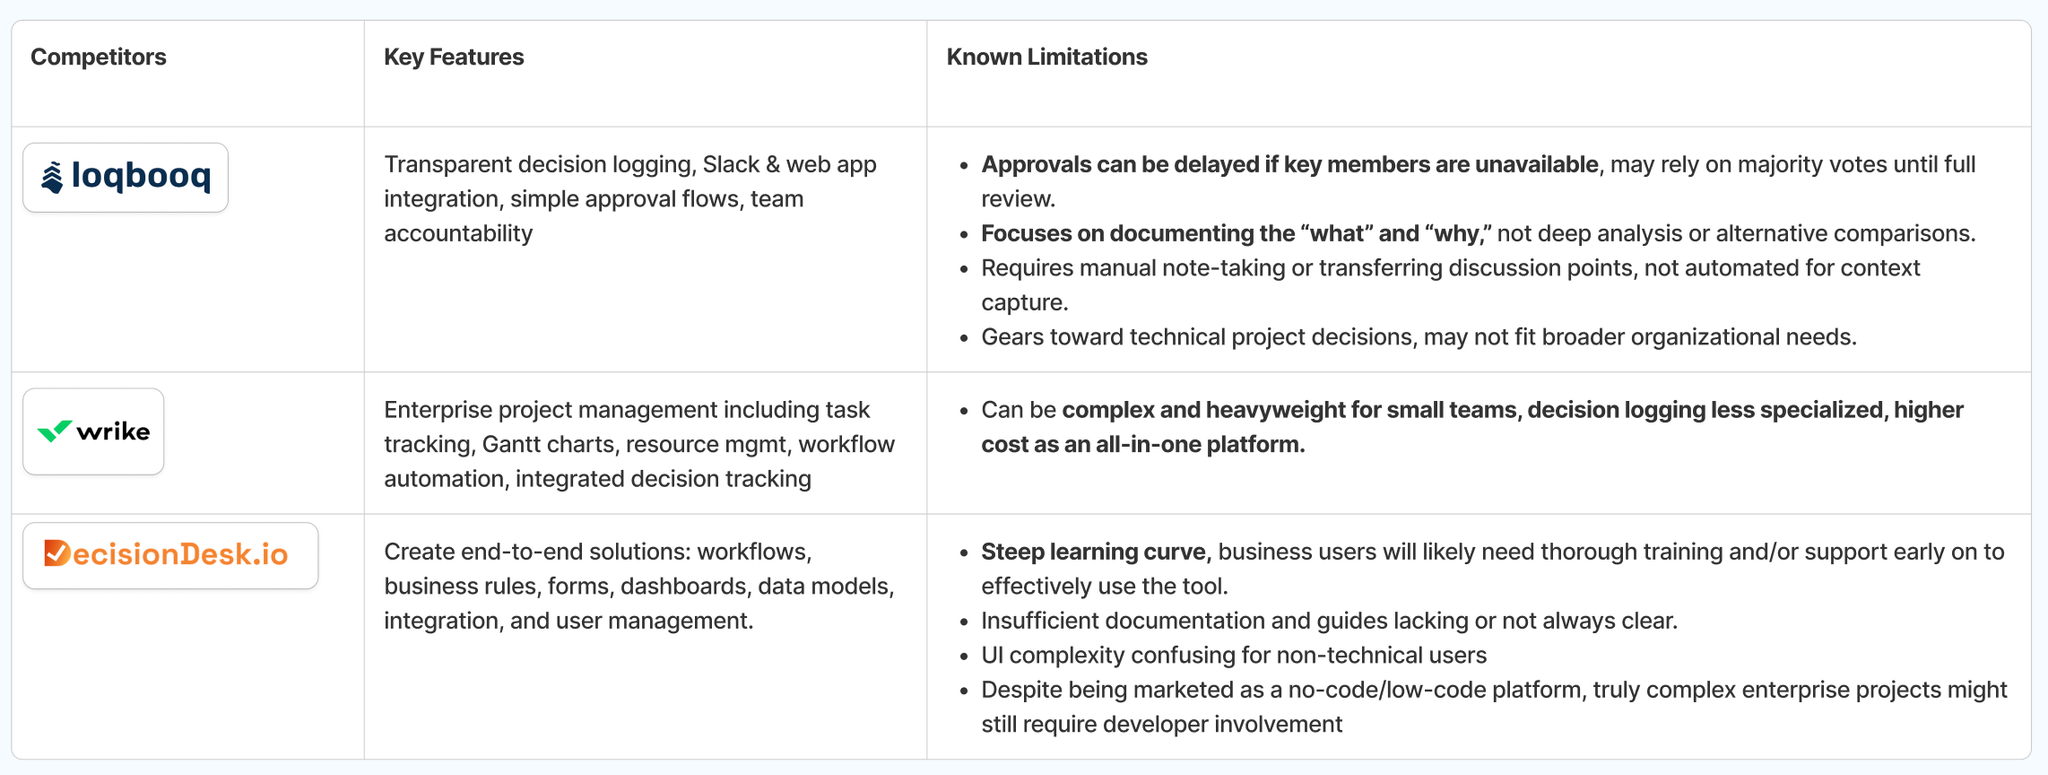 Competitors
Key Features
Known Limitations
loqbooq
Transparent decision logging, Slack & web app
integration, simple approval flows, team
accountability
• Approvals can be delayed if key members are unavailable, may rely on majority votes until full
review.
• Focuses on documenting the “what” and “why,” not deep analysis or alternative comparisons.
• Requires manual note-taking or transferring discussion points, not automated for context
capture.
• Gears toward technical project decisions, may not fit broader organizational needs.
wrike
Enterprise project management including task
tracking, Gantt charts, resource mgmt, workflow
automation, integrated decision tracking
• Can be complex and heavyweight for small teams, decision logging less specialized, higher
cost as an all-in-one platform.
DecisionDesk.io
Create end-to-end solutions: workflows,
business rules, forms, dashboards, data models,
integration, and user management.
• Steep learning curve, business users will likely need thorough training and/or support early on to
effectively use the tool.
• Insufficient documentation and guides lacking or not always clear.
• UI complexity confusing for non-technical users
• Despite being marketed as a no-code/low-code platform, truly complex enterprise projects might
still require developer involvement